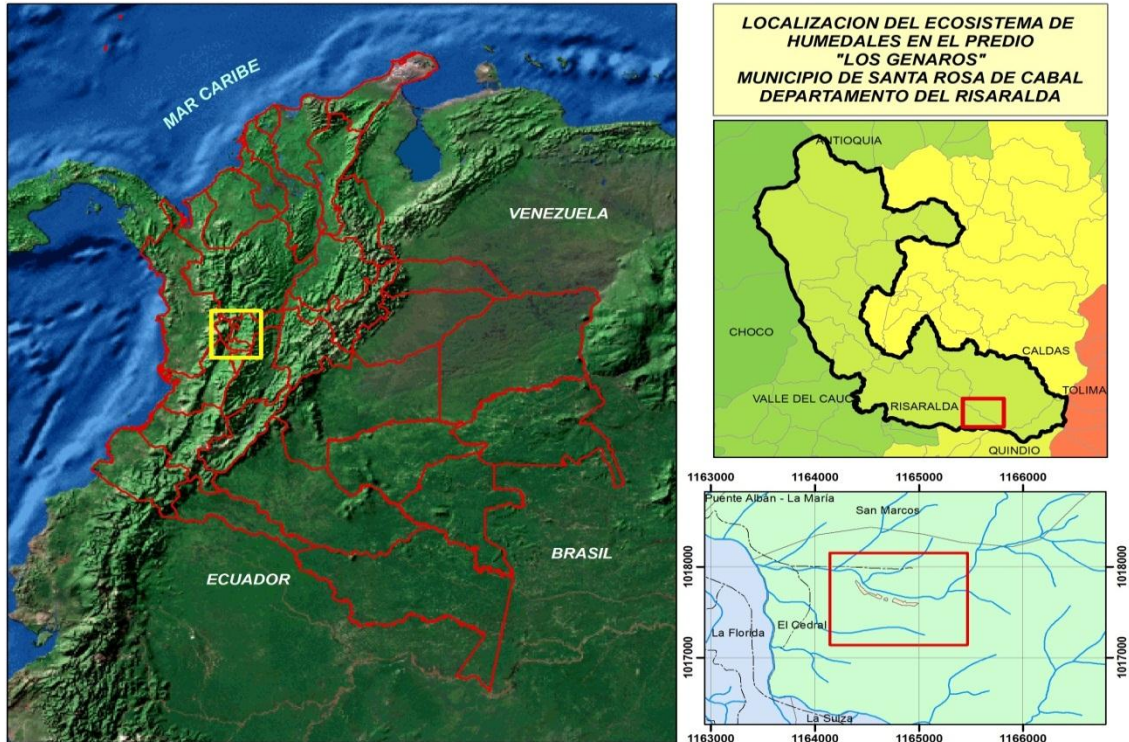 LOCALIZACION DEL ECOSISTEMA DE
HUMEDALES EN EL PREDIO
"LOS GENAROS"
MUNICIPIO DE SANTA ROSA DE CABAL
DEPARTAMENTO DEL RISARALDA
MAR CARIBE
VENEZUELA
BRASIL
ECUADOR
ANTIOQUIA
CHOCO
CALDAS
TOLIMA
VALLE DEL CAUC
RISARALDA
QUINDIO
1163000 1164000 1165000 1166000
Puente Albán - La María
San Marcos
1018000 1018000
El Cedral
La Florida
1017000 1017000
La Suiza
1163000 1164000 1165000 1166000